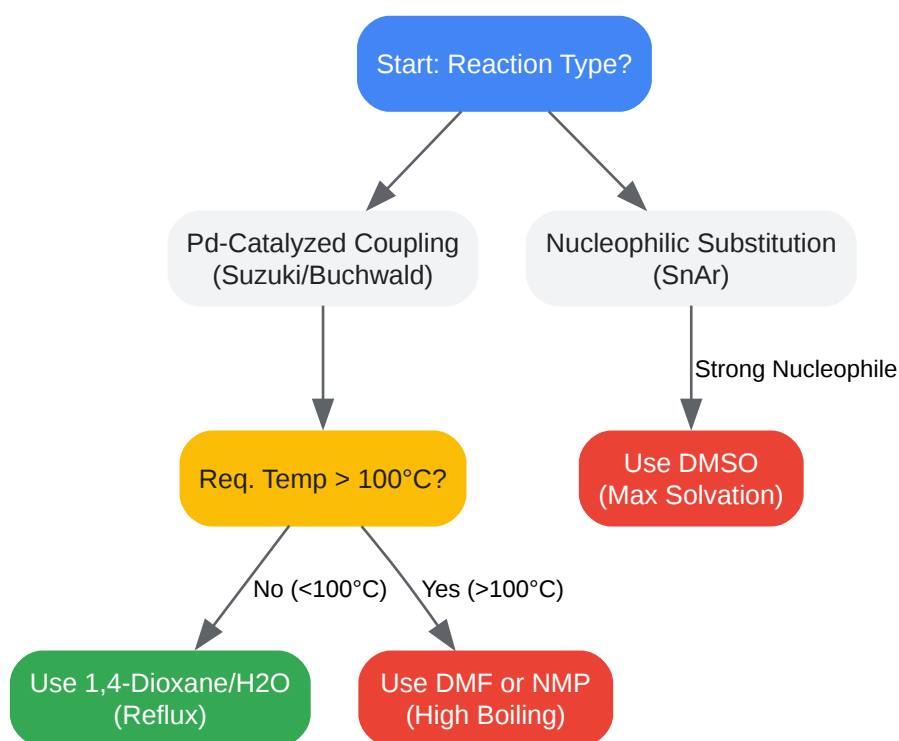 Start: Reaction Type?
Pd-Catalyzed Coupling
(Suzuki/Buchwald)
Nucleophilic Substitution
(SnAr)
Strong Nucleophile
Req. Temp > 100°C?
Use DMSO
(Max Solvation)
No (<100°C)
Yes (>100°C)
Use 1,4-Dioxane/H2O
(Reflux)
Use DMF or NMP
(High Boiling)